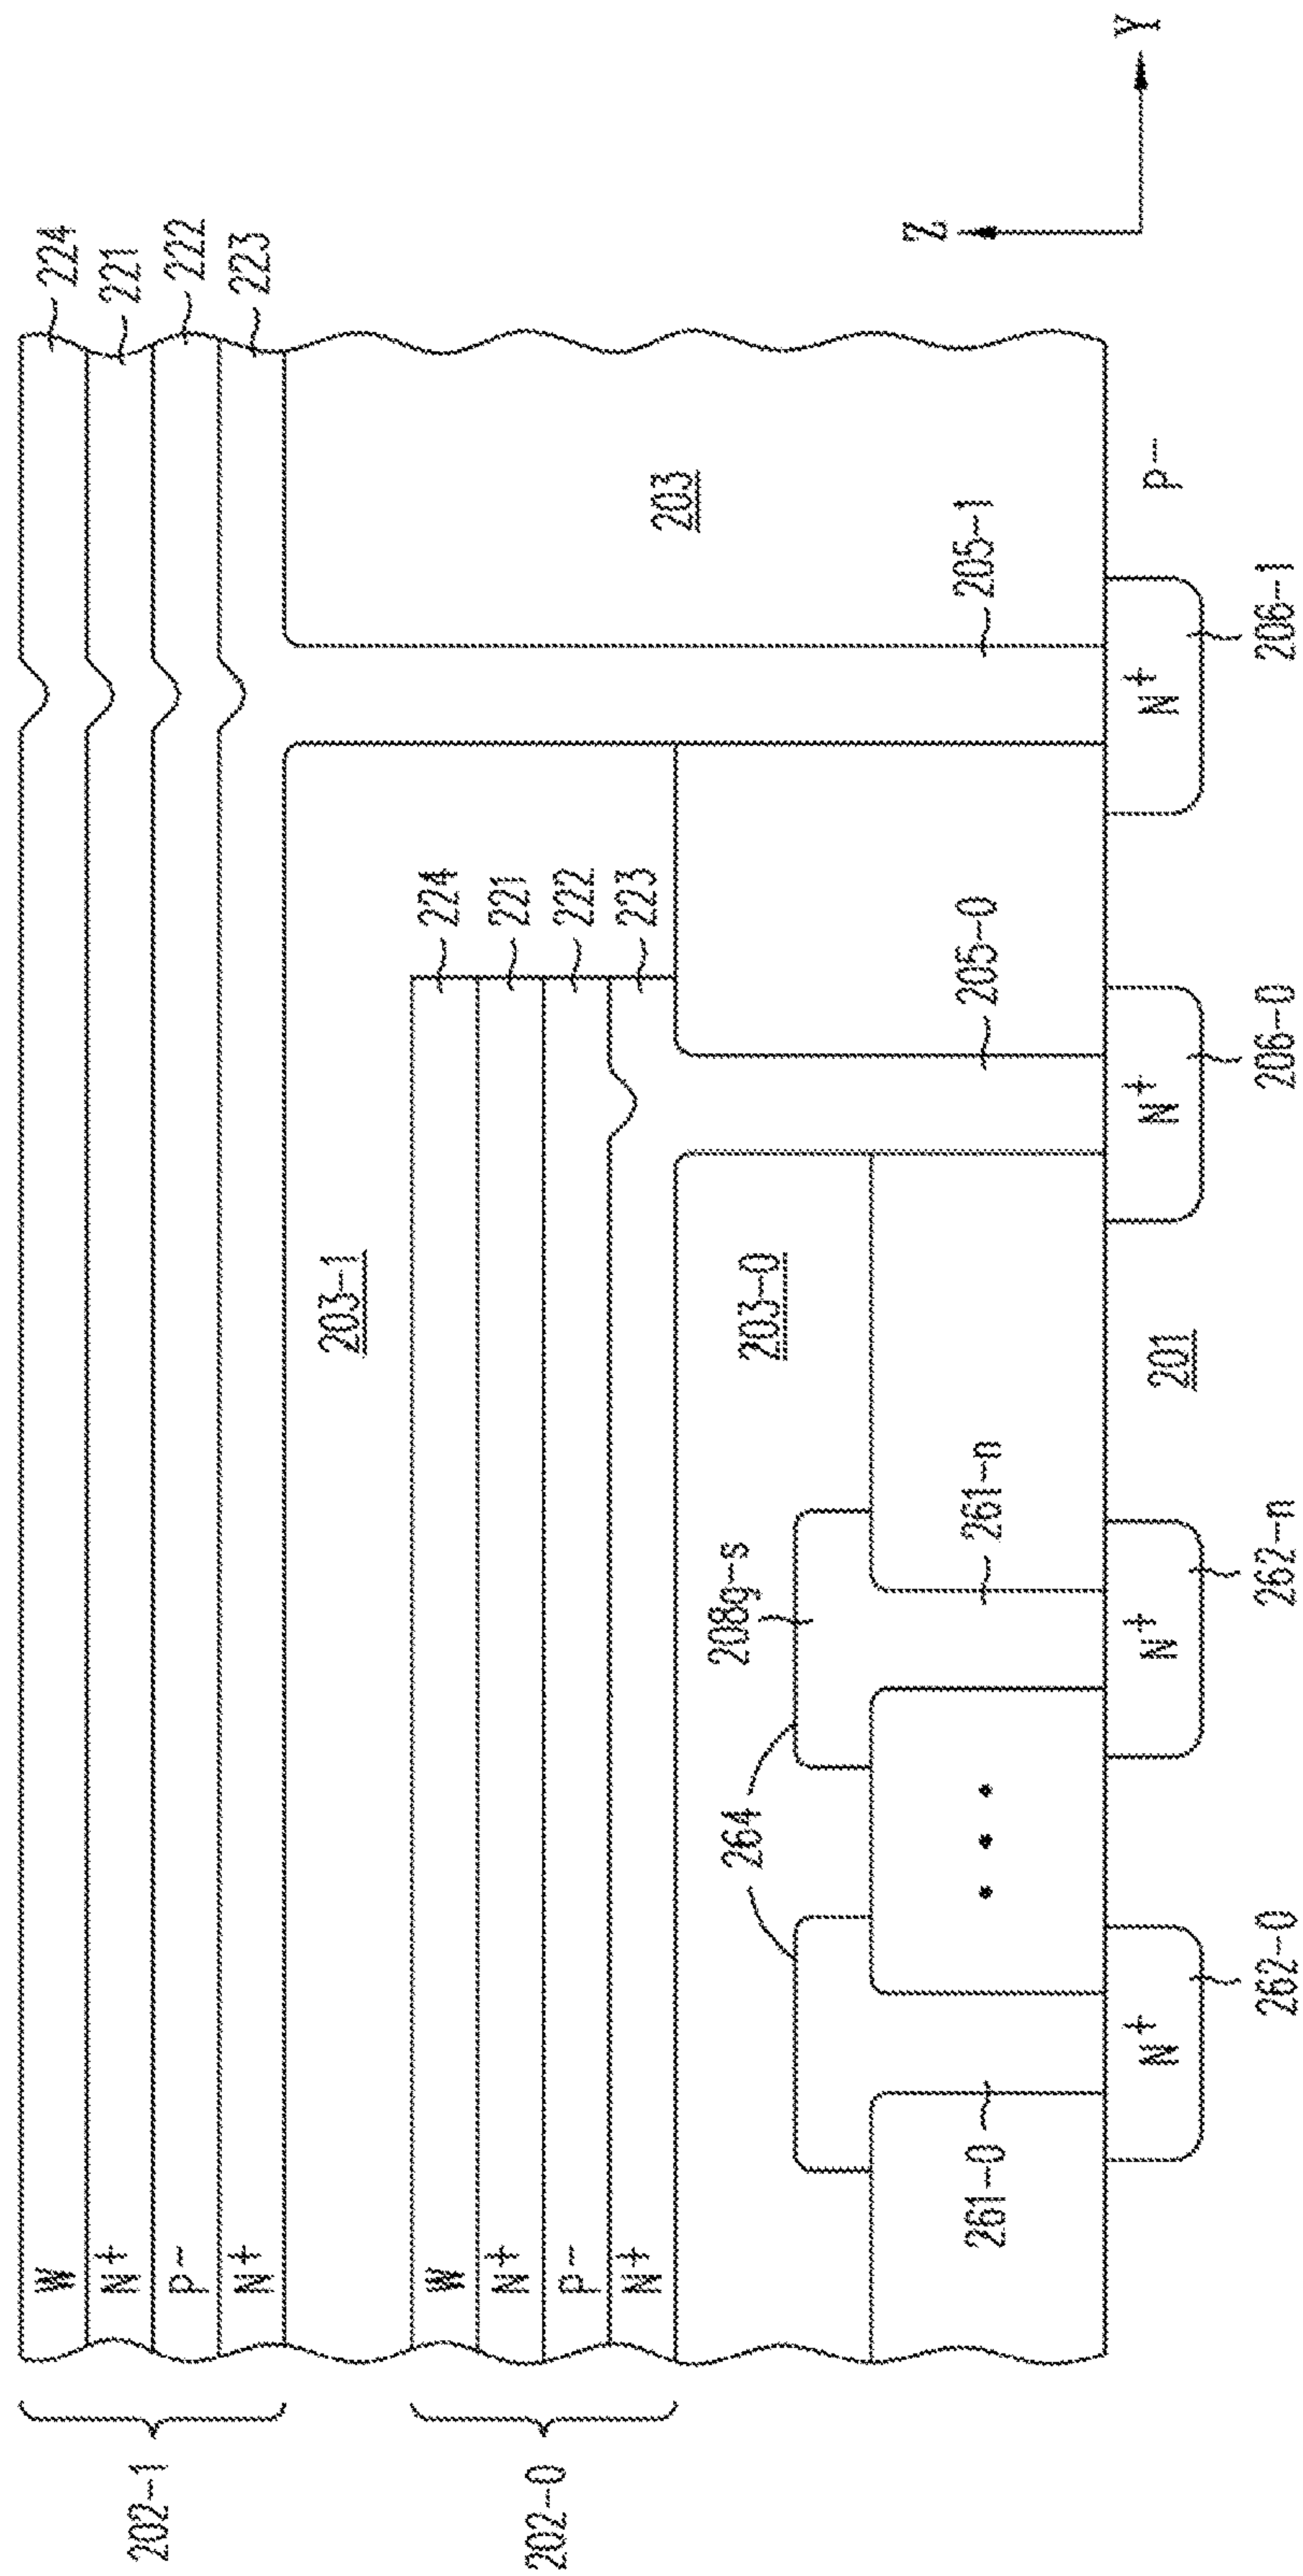 202-1
W
N+
P-
N+
224
221
222
223
203-1
202-0
W
N+
P-
N+
224
221
222
223
203
203-0
264
208g-s
261-0
261-n
205-0
205-1
N+
N+
201
N+
N+
P-
262-0
262-n
206-0
206-1
Z
Y